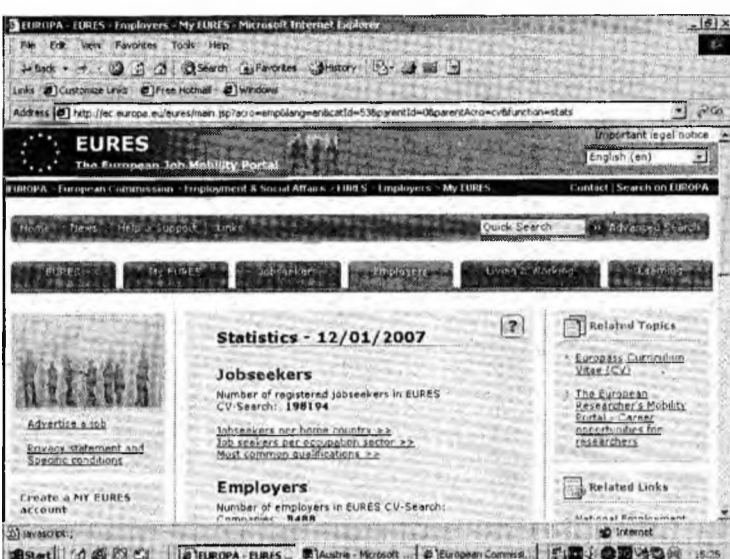 EUROPA - EURES - Employers - My EURES - Microsoft Internet Explorer
File Edit View Favorites Tools Help
Back Search Favorites History
Links Customize Links Free Hotmail Windows
Address http://ec.europa.eu/eures/main.jsp?acro=emp&lang=en&catId=53&parentId=0&parentAcro=cv&function=stats Go
EURES
The European Job Mobility Portal
Important legal notice
English (en)
EUROPA > European Commission > Employment & Social Affairs > EURES > Employers > My EURES
Contact | Search on EUROPA
Home News Help & Support Links
Quick Search Advanced Search
My EURES Jobseekers Employers Living & Working Learning
Statistics - 12/01/2007
?
Jobseekers
Number of registered jobseekers in EURES
CV-Search: 198194
Jobseekers per home country >>
Job seekers per occupation sector >>
Most common qualifications >>
Employers
Number of employers in EURES CV-Search:
Companies: 8488
Advertise a job
Privacy statement and
Specific conditions
Create a MY EURES
account
Related Topics
Europass Curriculum
Vitae (CV)
The European
Researcher's Mobility
Portal - Career
opportunities for
researchers
Related Links
National Employment
javascript:;
Internet
Start EUROPA - EURES ... Austria - Microsoft ... European Commissi... 15:25